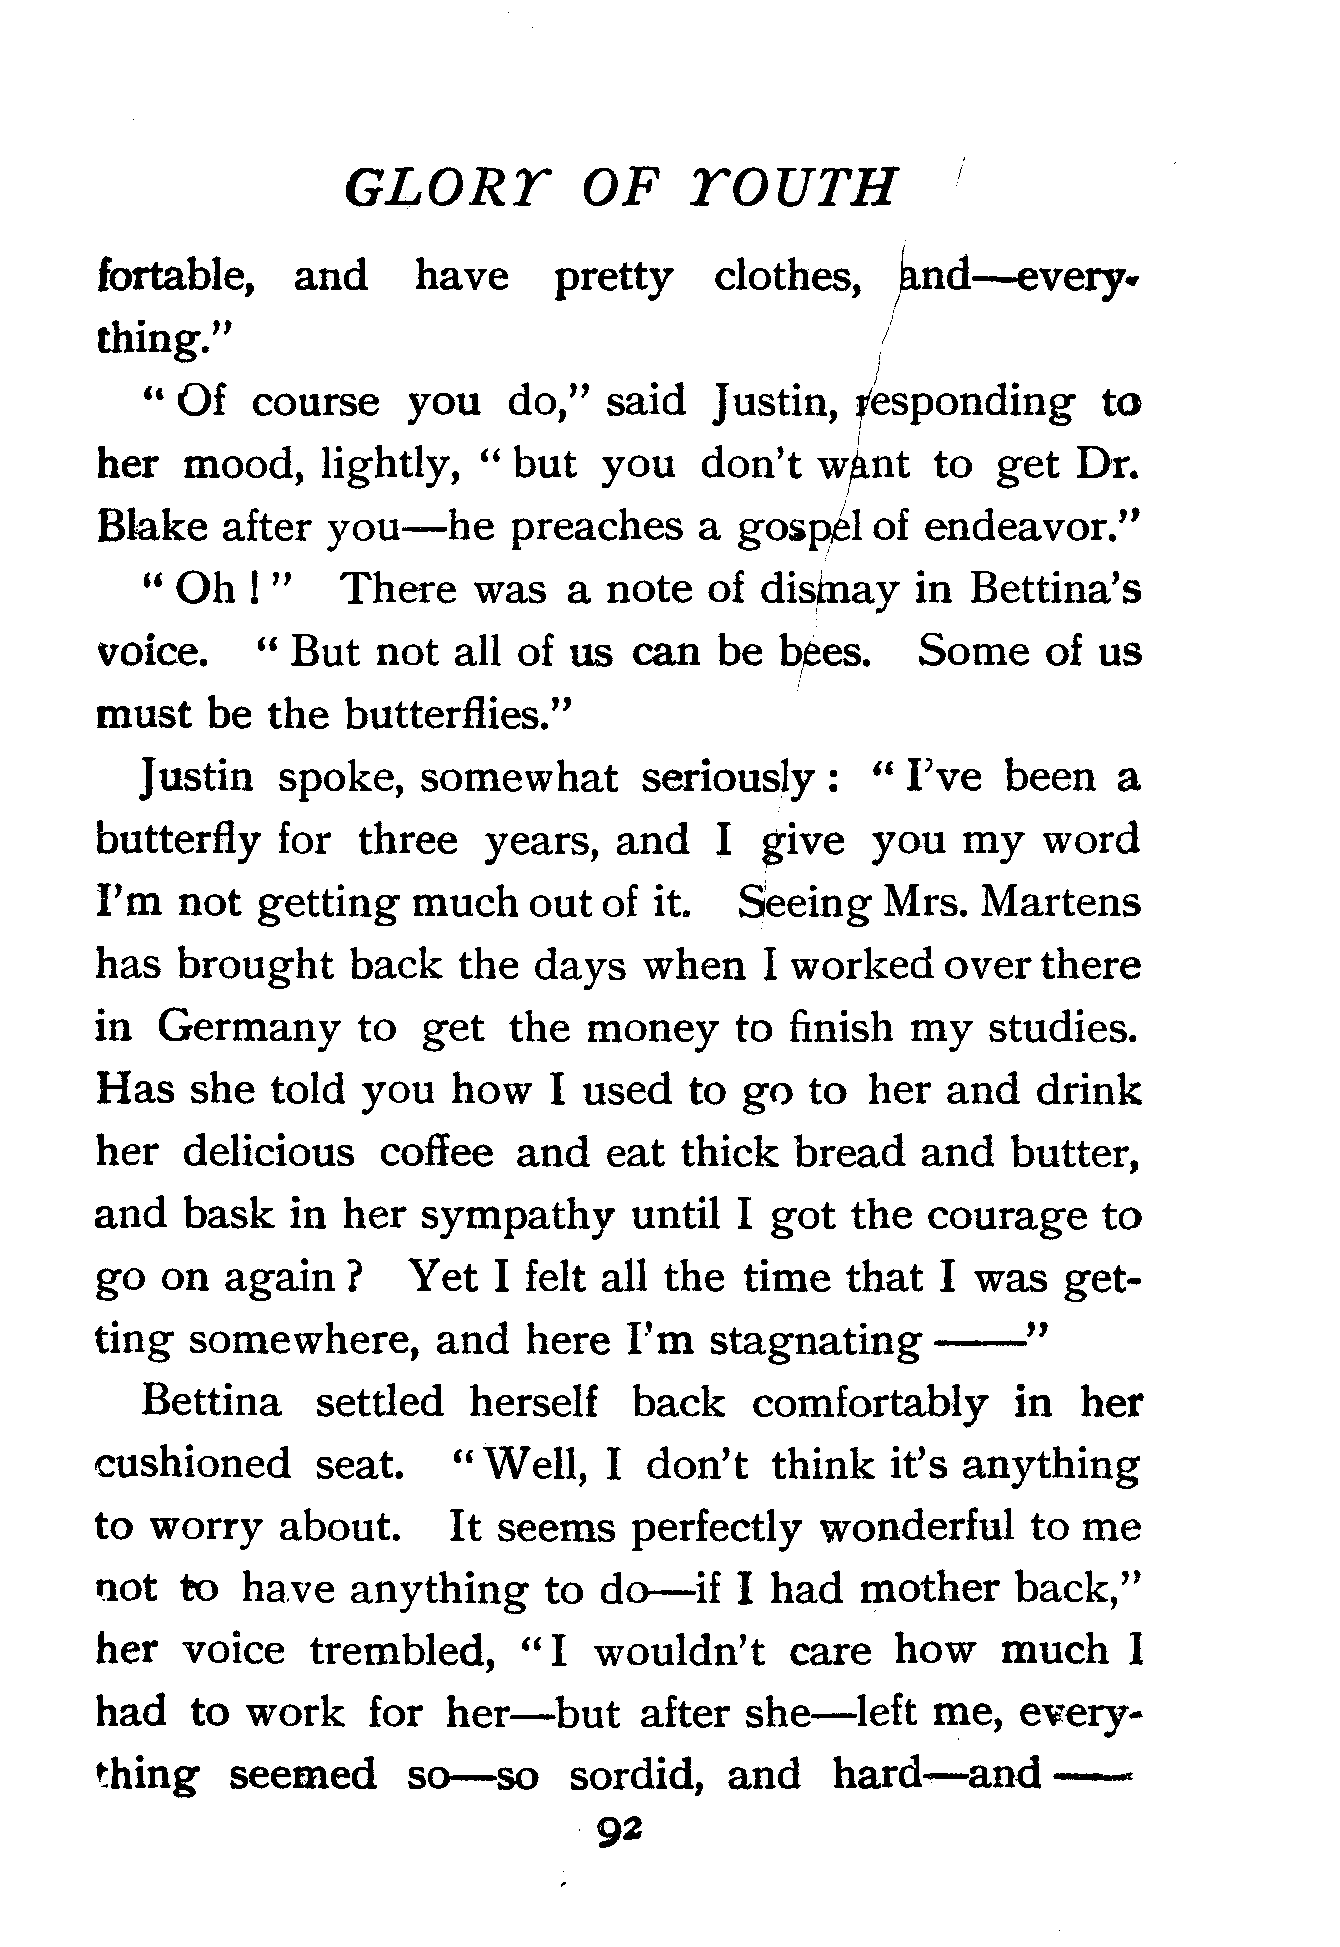 GLORY OF YOUTH
fortable, and have pretty clothes, and—every-
thing."
" Of course you do," said Justin, responding to
her mood, lightly, " but you don't want to get Dr.
Blake after you—he preaches a gospel of endeavor."
" Oh ! " There was a note of dismay in Bettina's
voice. " But not all of us can be bees. Some of us
must be the butterflies."
Justin spoke, somewhat seriously : " I've been a
butterfly for three years, and I give you my word
I'm not getting much out of it. Seeing Mrs. Martens
has brought back the days when I worked over there
in Germany to get the money to finish my studies.
Has she told you how I used to go to her and drink
her delicious coffee and eat thick bread and butter,
and bask in her sympathy until I got the courage to
go on again ? Yet I felt all the time that I was get-
ting somewhere, and here I'm stagnating ——"
Bettina settled herself back comfortably in her
cushioned seat. " Well, I don't think it's anything
to worry about. It seems perfectly wonderful to me
not to have anything to do—if I had mother back,"
her voice trembled, " I wouldn't care how much I
had to work for her—but after she—left me, every-
thing seemed so—so sordid, and hard—and ——
92